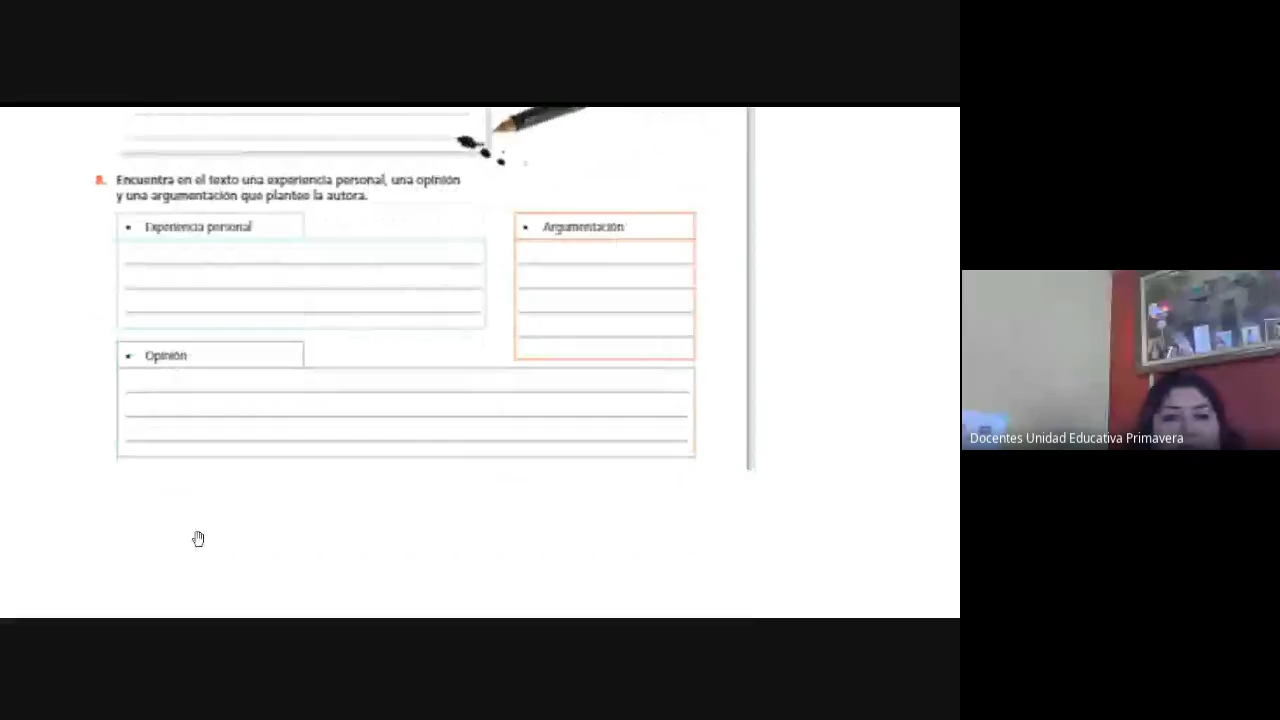 8. Encuentra en el texto una experiencia personal, una opinión
y una argumentación que plantee la autora.
• Experiencia personal
• Argumentación
• Opinión
Docentes Unidad Educativa Primavera